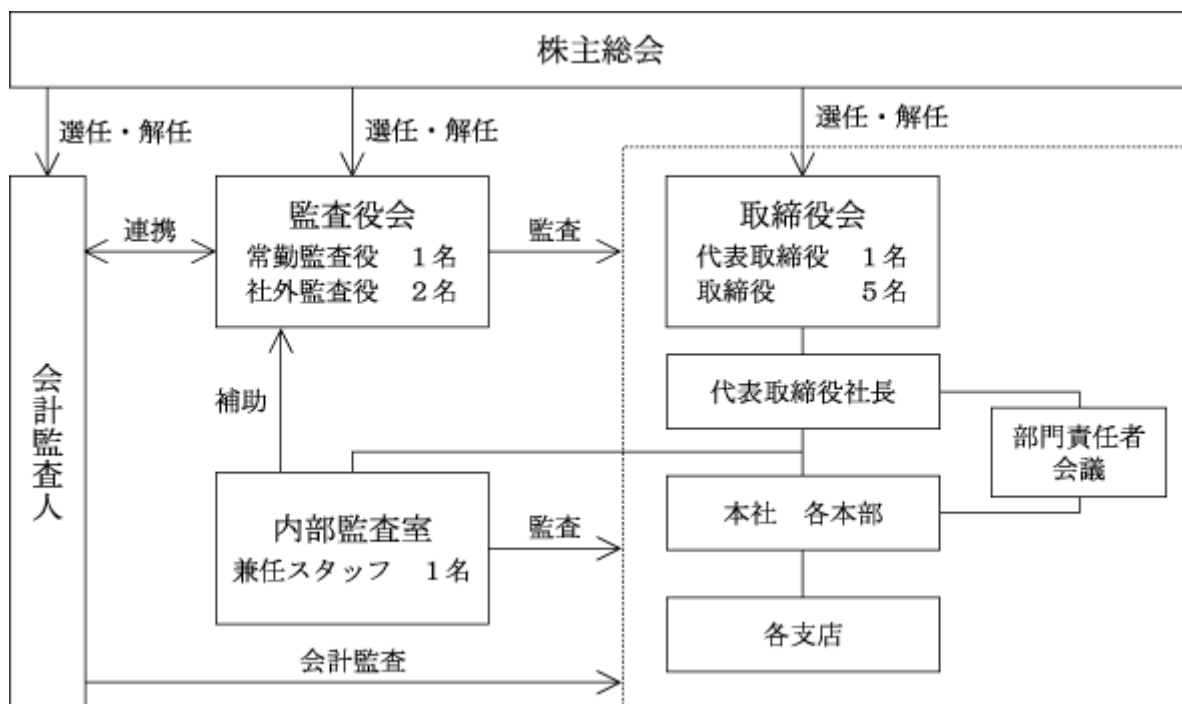 株主総会
選任・解任
選任・解任
選任・解任
監査役会
常勤監査役　1名
社外監査役　2名
連携
監査
取締役会
代表取締役　1名
取締役　5名
代表取締役社長
部門責任者
会議
会計監査人
補助
内部監査室
兼任スタッフ　1名
監査
本社　各本部
各支店
会計監査